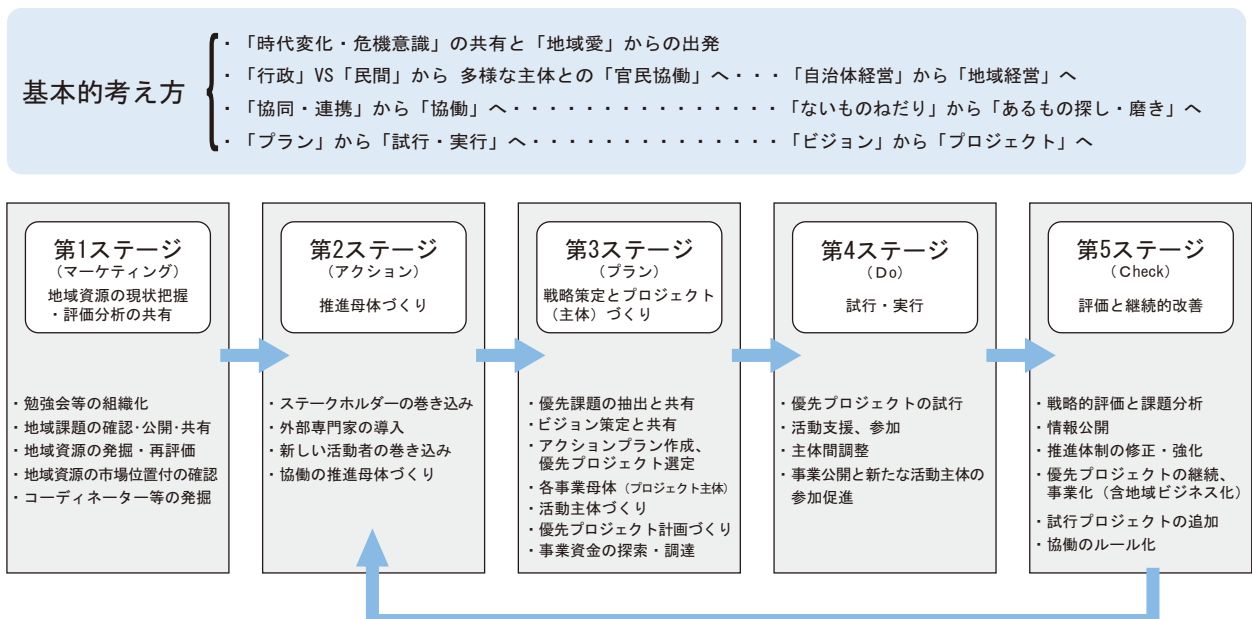 基本的考え方
・「時代変化・危機意識」の共有と「地域愛」からの出発
・「行政」VS「民間」から 多様な主体との「官民協働」へ・・・「自治体経営」から「地域経営」へ
・「協同・連携」から「協働」へ・・・・・・・・・・・・・・・「ないものねだり」から「あるもの探し・磨き」へ
・「プラン」から「試行・実行」へ・・・・・・・・・・・・・・「ビジョン」から「プロジェクト」へ
第1ステージ
（マーケティング）
地域資源の現状把握
・評価分析の共有
・勉強会等の組織化
・地域課題の確認･公開･共有
・地域資源の発掘・再評価
・地域資源の市場位置付の確認
・コーディネーター等の発掘
第2ステージ
（アクション）
推進母体づくり
・ステークホルダーの巻き込み
・外部専門家の導入
・新しい活動者の巻き込み
・協働の推進母体づくり
第3ステージ
（プラン）
戦略策定とプロジェクト
（主体）づくり
・優先課題の抽出と共有
・ビジョン策定と共有
・アクションプラン作成、
優先プロジェクト選定
・各事業母体（プロジェクト主体）
・活動主体づくり
・優先プロジェクト計画づくり
・事業資金の探索・調達
第4ステージ
（Do）
試行・実行
・優先プロジェクトの試行
・活動支援、参加
・主体間調整
・事業公開と新たな活動主体の
参加促進
第5ステージ
（Check）
評価と継続的改善
・戦略的評価と課題分析
・情報公開
・推進体制の修正・強化
・優先プロジェクトの継続、
事業化（含地域ビジネス化）
・試行プロジェクトの追加
・協働のルール化